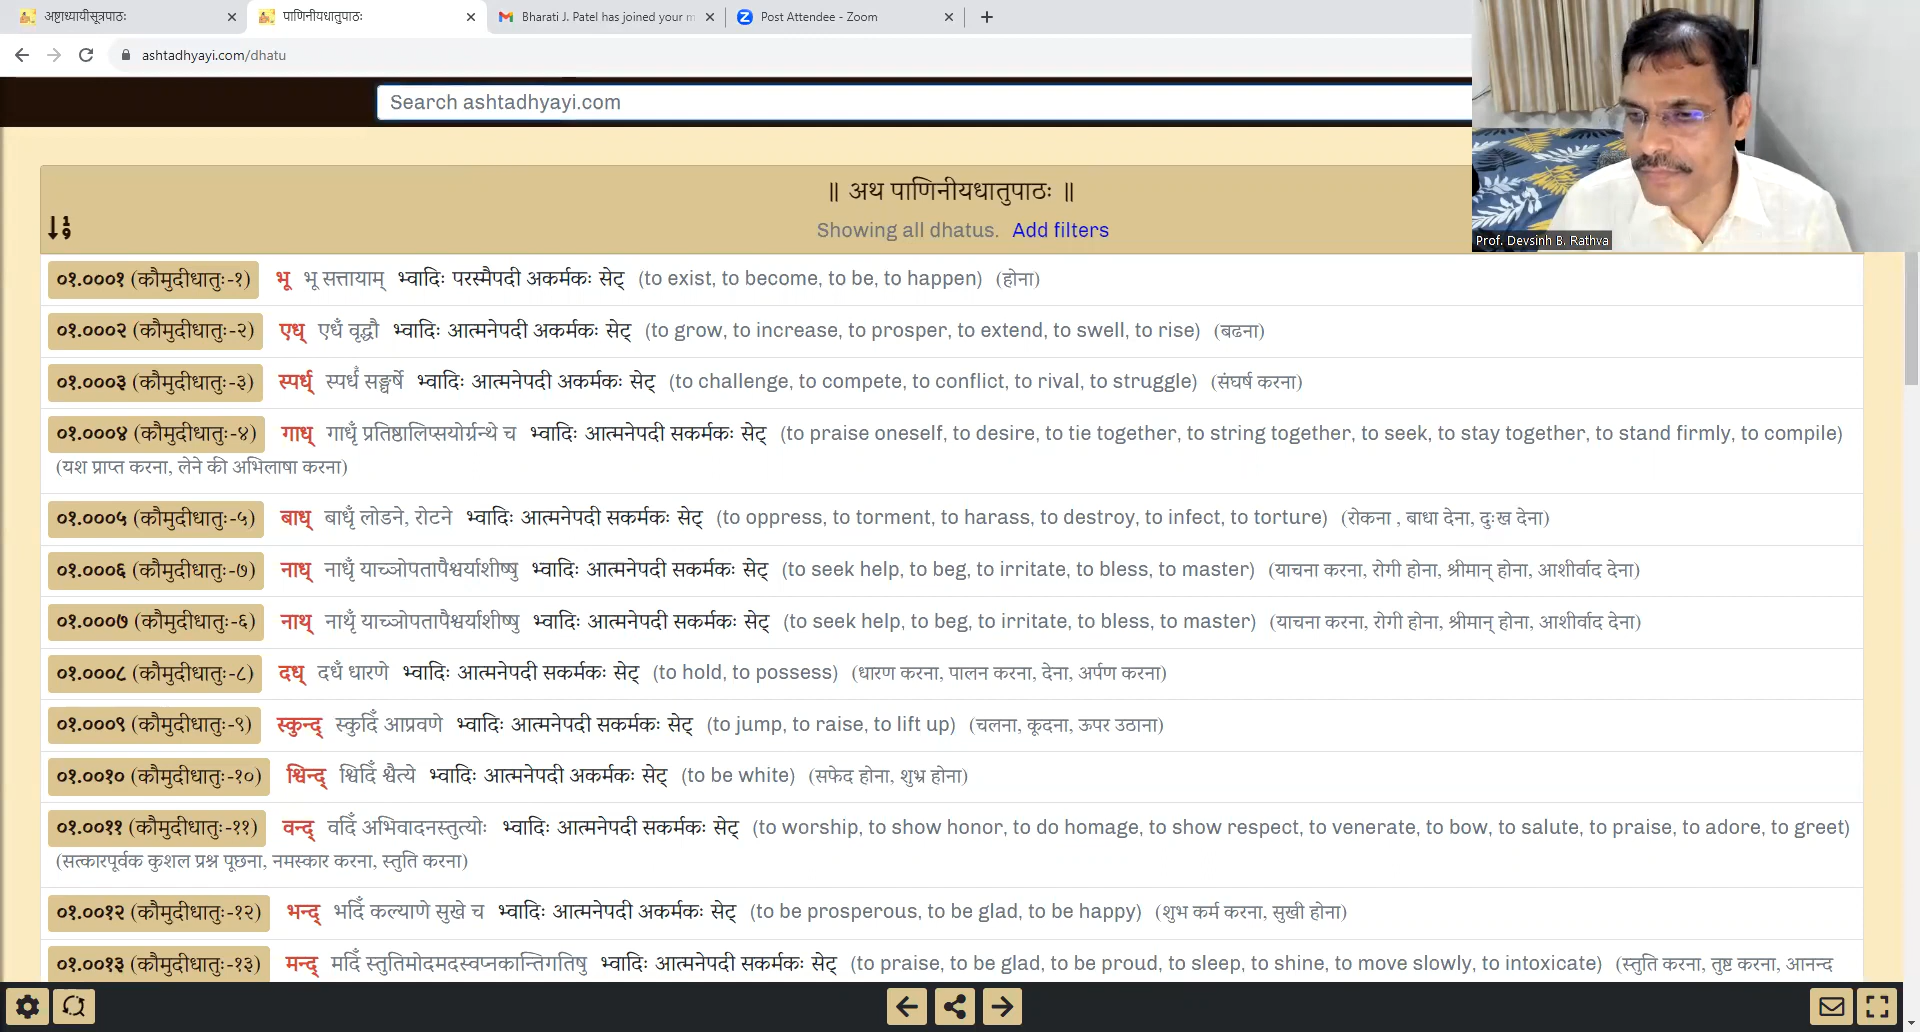 अष्टाध्यायीसूत्रपाठः
पाणिनीयधातुपाठः
Bharati J. Patel has joined your m
Post Attendee - Zoom
ashtadhyayi.com/dhatu
Search ashtadhyayi.com
Prof. Devsinh B. Rathva
॥ अथ पाणिनीयधातुपाठः ॥
Showing all dhatus. Add filters
०१.०००१ (कौमुदीधातुः-१) भू भू सत्तायाम् भ्वादिः परस्मैपदी अकर्मकः सेट् (to exist, to become, to be, to happen) (होना)
०१.०००२ (कौमुदीधातुः-२) एध् एधँ वृद्धौ भ्वादिः आत्मनेपदी अकर्मकः सेट् (to grow, to increase, to prosper, to extend, to swell, to rise) (बढना)
०१.०००३ (कौमुदीधातुः-३) स्पर्ध् स्पर्धँ सङ्घर्षे भ्वादिः आत्मनेपदी अकर्मकः सेट् (to challenge, to compete, to conflict, to rival, to struggle) (संघर्ष करना)
०१.०००४ (कौमुदीधातुः-४) गाध् गाधृँ प्रतिष्ठालिप्सयोर्ग्रन्थे च भ्वादिः आत्मनेपदी सकर्मकः सेट् (to praise oneself, to desire, to tie together, to string together, to seek, to stay together, to stand firmly, to compile)
(यश प्राप्त करना, लेने की अभिलाषा करना)
०१.०००५ (कौमुदीधातुः-५) बाध् बाधृँ लोडने, रोटने भ्वादिः आत्मनेपदी सकर्मकः सेट् (to oppress, to torment, to harass, to destroy, to infect, to torture) (रोकना , बाधा देना, दुःख देना)
०१.०००६ (कौमुदीधातुः-७) नाध् नाधृँ याच्ञोपतापैश्वर्याशीष्षु भ्वादिः आत्मनेपदी सकर्मकः सेट् (to seek help, to beg, to irritate, to bless, to master) (याचना करना, रोगी होना, श्रीमान् होना, आशीर्वाद देना)
०१.०००७ (कौमुदीधातुः-६) नाथ् नाथृँ याच्ञोपतापैश्वर्याशीष्षु भ्वादिः आत्मनेपदी सकर्मकः सेट् (to seek help, to beg, to irritate, to bless, to master) (याचना करना, रोगी होना, श्रीमान् होना, आशीर्वाद देना)
०१.०००८ (कौमुदीधातुः-८) दध् दधँ धारणे भ्वादिः आत्मनेपदी सकर्मकः सेट् (to hold, to possess) (धारण करना, पालन करना, देना, अर्पण करना)
०१.०००९ (कौमुदीधातुः-९) स्कुन्द् स्कुदिँ आप्रवणे भ्वादिः आत्मनेपदी सकर्मकः सेट् (to jump, to raise, to lift up) (चलना, कूदना, ऊपर उठाना)
०१.००१० (कौमुदीधातुः-१०) श्विन्द् श्विदिँ श्वैत्ये भ्वादिः आत्मनेपदी अकर्मकः सेट् (to be white) (सफेद होना, शुभ्र होना)
०१.००११ (कौमुदीधातुः-११) वन्द् वदिँ अभिवादनस्तुत्योः भ्वादिः आत्मनेपदी सकर्मकः सेट् (to worship, to show honor, to do homage, to show respect, to venerate, to bow, to salute, to praise, to adore, to greet)
(सत्कारपूर्वक कुशल प्रश्न पूछना, नमस्कार करना, स्तुति करना)
०१.००१२ (कौमुदीधातुः-१२) भन्द् भदिँ कल्याणे सुखे च भ्वादिः आत्मनेपदी अकर्मकः सेट् (to be prosperous, to be glad, to be happy) (शुभ कर्म करना, सुखी होना)
०१.००१३ (कौमुदीधातुः-१३) मन्द् मदिँ स्तुतिमोदमदस्वप्नकान्तिगतिषु भ्वादिः आत्मनेपदी सकर्मकः सेट् (to praise, to be glad, to be proud, to sleep, to shine, to move slowly, to intoxicate) (स्तुति करना, तुष्ट करना, आनन्द